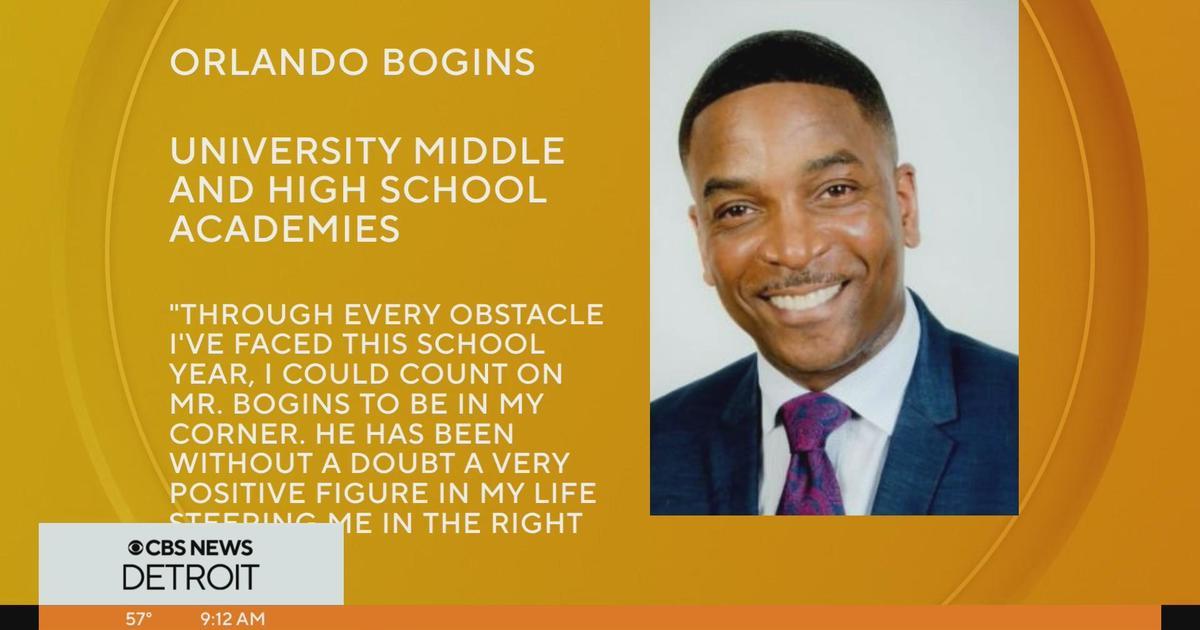 ORLANDO BOGINS
UNIVERSITY MIDDLE
AND HIGH SCHOOL
ACADEMIES
"THROUGH EVERY OBSTACLE
I'VE FACED THIS SCHOOL
YEAR, I COULD COUNT ON
MR. BOGINS TO BE IN MY
CORNER. HE HAS BEEN
WITHOUT A DOUBT A VERY
POSITIVE FIGURE IN MY LIFE
STEERING ME IN THE RIGHT
CBS NEWS
DETROIT
57° 9:12 AM